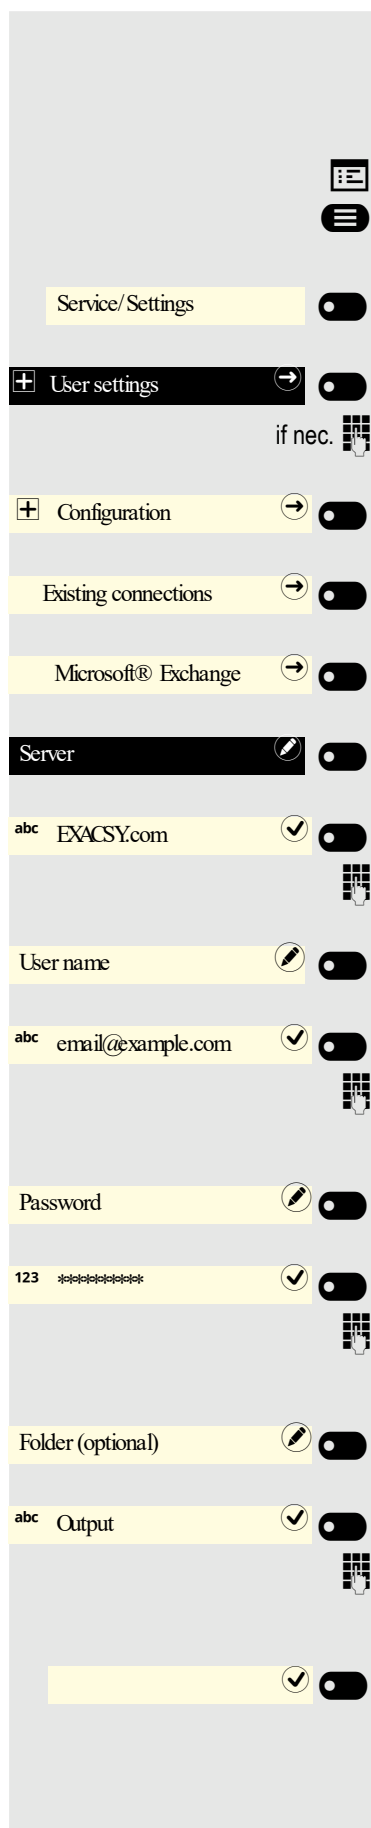 Service/Settings
User settings
if nec.
Configuration
Existing connections
Microsoft® Exchange
Server
abc EXACSY.com
User name
abc email@example.com
Password
123 **********
Folder (optional)
abc Output